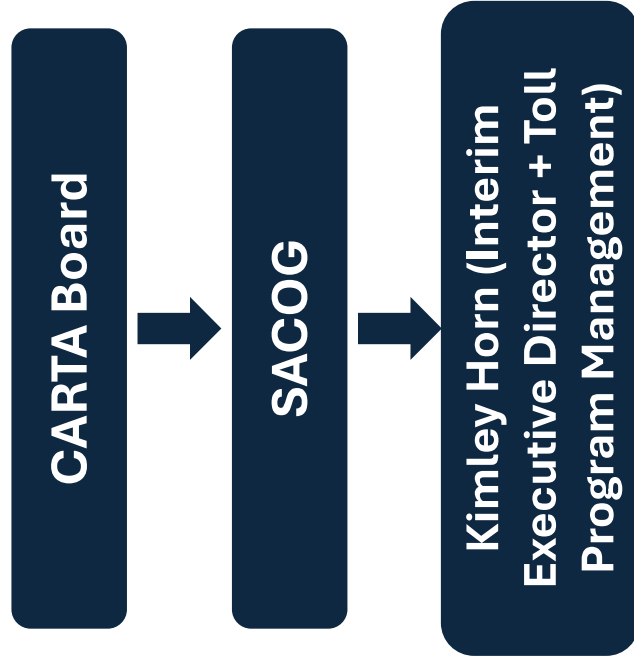 CARTA Board
SACOG
Kimley Horn (Interim
Executive Director + Toll
Program Management)